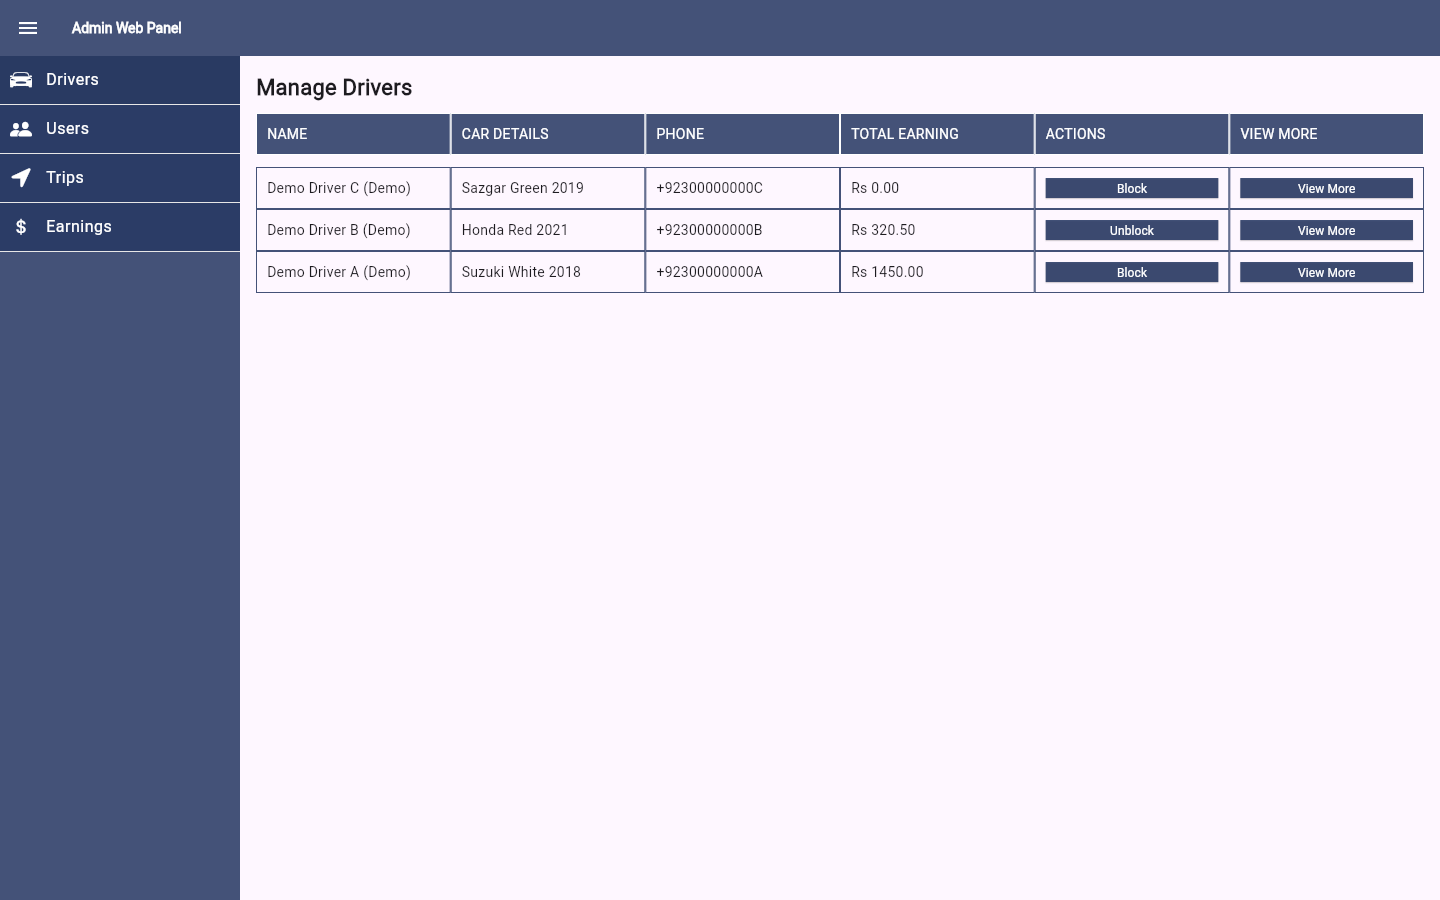 Admin Web Panel
Drivers
Users
Trips
Earnings
Manage Drivers
NAME CAR DETAILS PHONE TOTAL EARNING ACTIONS VIEW MORE
Demo Driver C (Demo) Sazgar Green 2019 +92300000000C Rs 0.00 Block View More
Demo Driver B (Demo) Honda Red 2021 +92300000000B Rs 320.50 Unblock View More
Demo Driver A (Demo) Suzuki White 2018 +92300000000A Rs 1450.00 Block View More